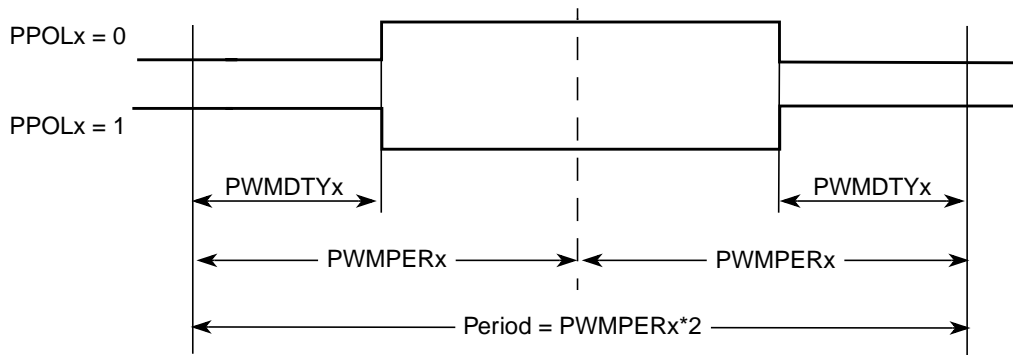 PPOLx = 0
PPOLx = 1
PWMDTYx
PWMDTYx
PWMPERx
PWMPERx
Period = PWMPERx*2